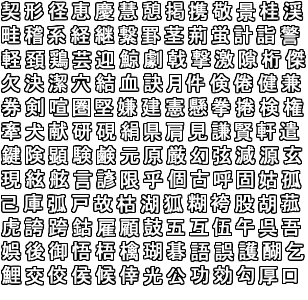 契形径恵慶慧憩掲携敬景桂渓
畦稽系経継繋罫茎荊蛍計詣警
軽頚鶏芸迎鯨劇戟撃激隙桁傑
欠決潔穴結血訣月件倹倦健兼
券剣喧圏堅嫌建憲懸拳捲検権
牽犬献研硯絹県肩見謙賢軒遣
鍵険顕験鹸元原厳幻弦減源玄
現絃舷言諺限乎個古呼固姑孤
己庫弧戸故枯湖狐糊袴股胡菰
虎誇跨鈷雇顧鼓五互伍午呉吾
娯後御悟梧檎瑚碁語誤護醐乞
鯉交佼侯候倖光公功効勾厚口